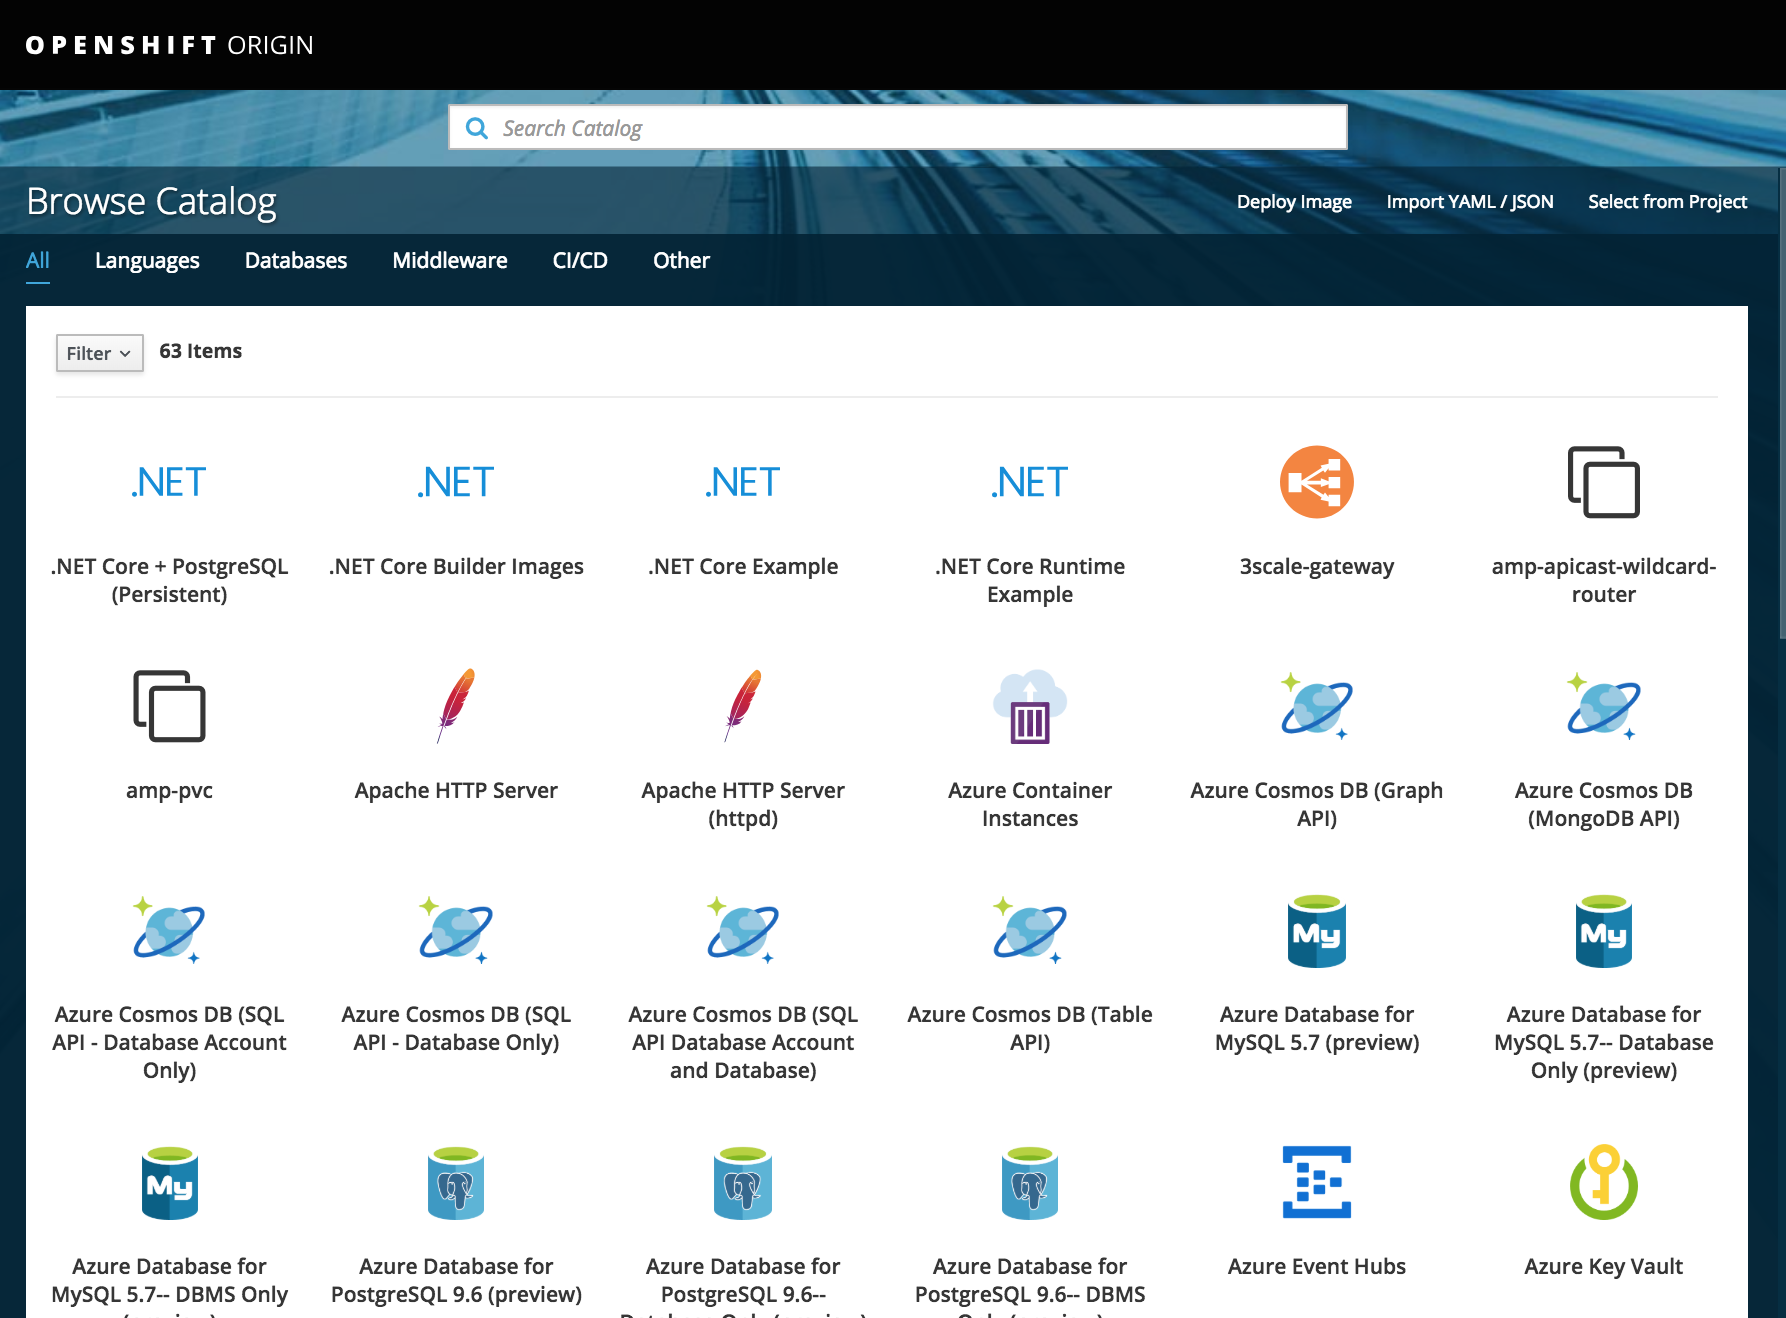 OPENSHIFT ORIGIN
Search Catalog
Browse Catalog
Deploy Image
Import YAML / JSON
Select from Project
All
Languages
Databases
Middleware
CI/CD
Other
Filter
63 Items
.NET
.NET Core + PostgreSQL
(Persistent)
.NET
.NET Core Builder Images
.NET
.NET Core Example
.NET
.NET Core Runtime
Example
3scale-gateway
amp-apicast-wildcard-
router
amp-pvc
Apache HTTP Server
Apache HTTP Server
(httpd)
Azure Container
Instances
Azure Cosmos DB (Graph
API)
Azure Cosmos DB
(MongoDB API)
Azure Cosmos DB (SQL
API - Database Account
Only)
Azure Cosmos DB (SQL
API - Database Only)
Azure Cosmos DB (SQL
API Database Account
and Database)
Azure Cosmos DB (Table
API)
My
Azure Database for
MySQL 5.7 (preview)
My
Azure Database for
MySQL 5.7-- Database
Only (preview)
My
Azure Database for
MySQL 5.7-- DBMS Only
Azure Database for
PostgreSQL 9.6 (preview)
Azure Database for
PostgreSQL 9.6--
Azure Database for
PostgreSQL 9.6-- DBMS
Azure Event Hubs
Azure Key Vault